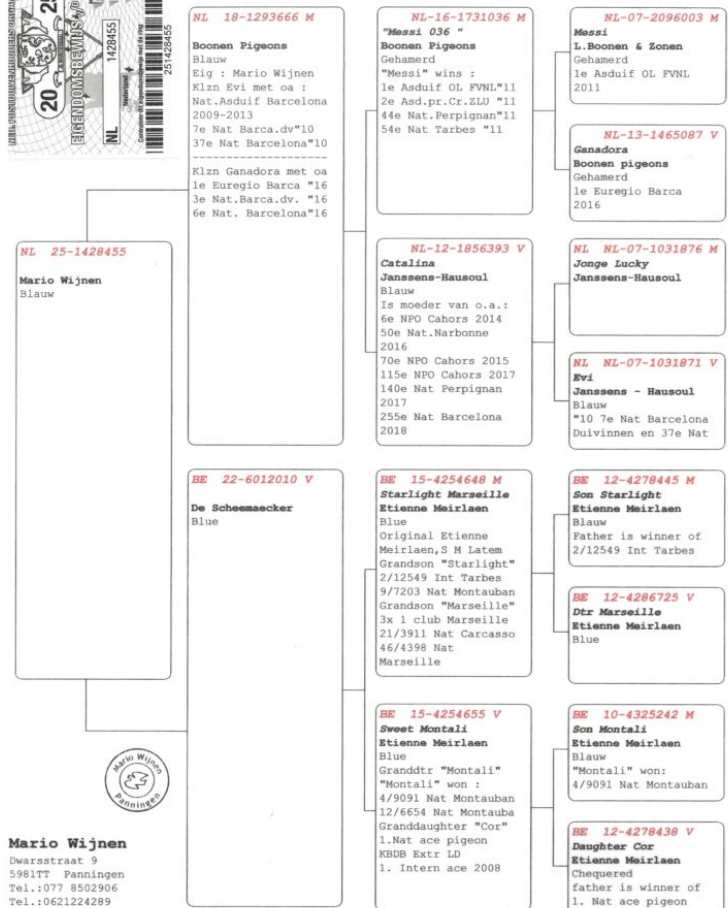 20
25
EIGENDOMSBEWIJS
NL
1428455
Nederland
251428455
NL 25-1428455
Mario Wijnen
Blauw
Mario Wijnen
Panningen
Mario Wijnen
Dwarsstraat 9
5981TT Panningen
Tel.:077 8502906
Tel.:0621224289
NL 18-1293666 M
Boonen Pigeons
Blauw
Eig : Mario Wijnen
Klzn Evi met oa :
Nat.Asduif Barcelona
2009-2013
7e Nat Barca.dv"10
37e Nat Barcelona"10
--------------------
Klzn Ganadora met oa
1e Euregio Barca "16
3e Nat.Barca.dv. "16
6e Nat. Barcelona"16
BE 22-6012010 V
De Scheemaecker
Blue
NL-16-1731036 M
"Messi 036 "
Boonen Pigeons
Gehamerd
"Messi" wins :
1e Asduif OL FVNL"11
2e Asd.pr.Cr.ZLU "11
44e Nat.Perpignan"11
54e Nat Tarbes "11
NL-12-1856393 V
Catalina
Janssens-Hausoul
Blauw
Is moeder van o.a.:
6e NPO Cahors 2014
50e Nat.Narbonne
2016
70e NPO Cahors 2015
115e NPO Cahors 2017
140e Nat Perpignan
2017
255e Nat Barcelona
2018
BE 15-4254648 M
Starlight Marseille
Etienne Meirlaen
Blue
Original Etienne
Meirlaen,S M Latem
Grandson "Starlight"
2/12549 Int Tarbes
9/7203 Nat Montauban
Grandson "Marseille"
3x 1 club Marseille
21/3911 Nat Carcasso
46/4398 Nat
Marseille
BE 15-4254655 V
Sweet Montali
Etienne Meirlaen
Blue
Granddtr "Montali"
"Montali" won :
4/9091 Nat Montauban
12/6654 Nat Montauba
Granddaughter "Cor"
1.Nat ace pigeon
KBDB Extr LD
1. Intern ace 2008
NL-07-2096003 M
Messi
L.Boonen & Zonen
Gehamerd
1e Asduif OL FVNL
2011
NL-13-1465087 V
Ganadora
Boonen pigeons
Gehamerd
1e Euregio Barca
2016
NL NL-07-1031876 M
Jonge Lucky
Janssens-Hausoul
NL NL-07-1031871 V
Evi
Janssens - Hausoul
Blauw
"10 7e Nat Barcelona
Duivinnen en 37e Nat
BE 12-4278445 M
Son Starlight
Etienne Meirlaen
Blauw
Father is winner of
2/12549 Int Tarbes
BE 12-4286725 V
Dtr Marseille
Etienne Meirlaen
Blue
BE 10-4325242 M
Son Montali
Etienne Meirlaen
Blauw
"Montali" won:
4/9091 Nat Montauban
BE 12-4278438 V
Daughter Cor
Etienne Meirlaen
Chequered
father is winner of
1. Nat ace pigeon